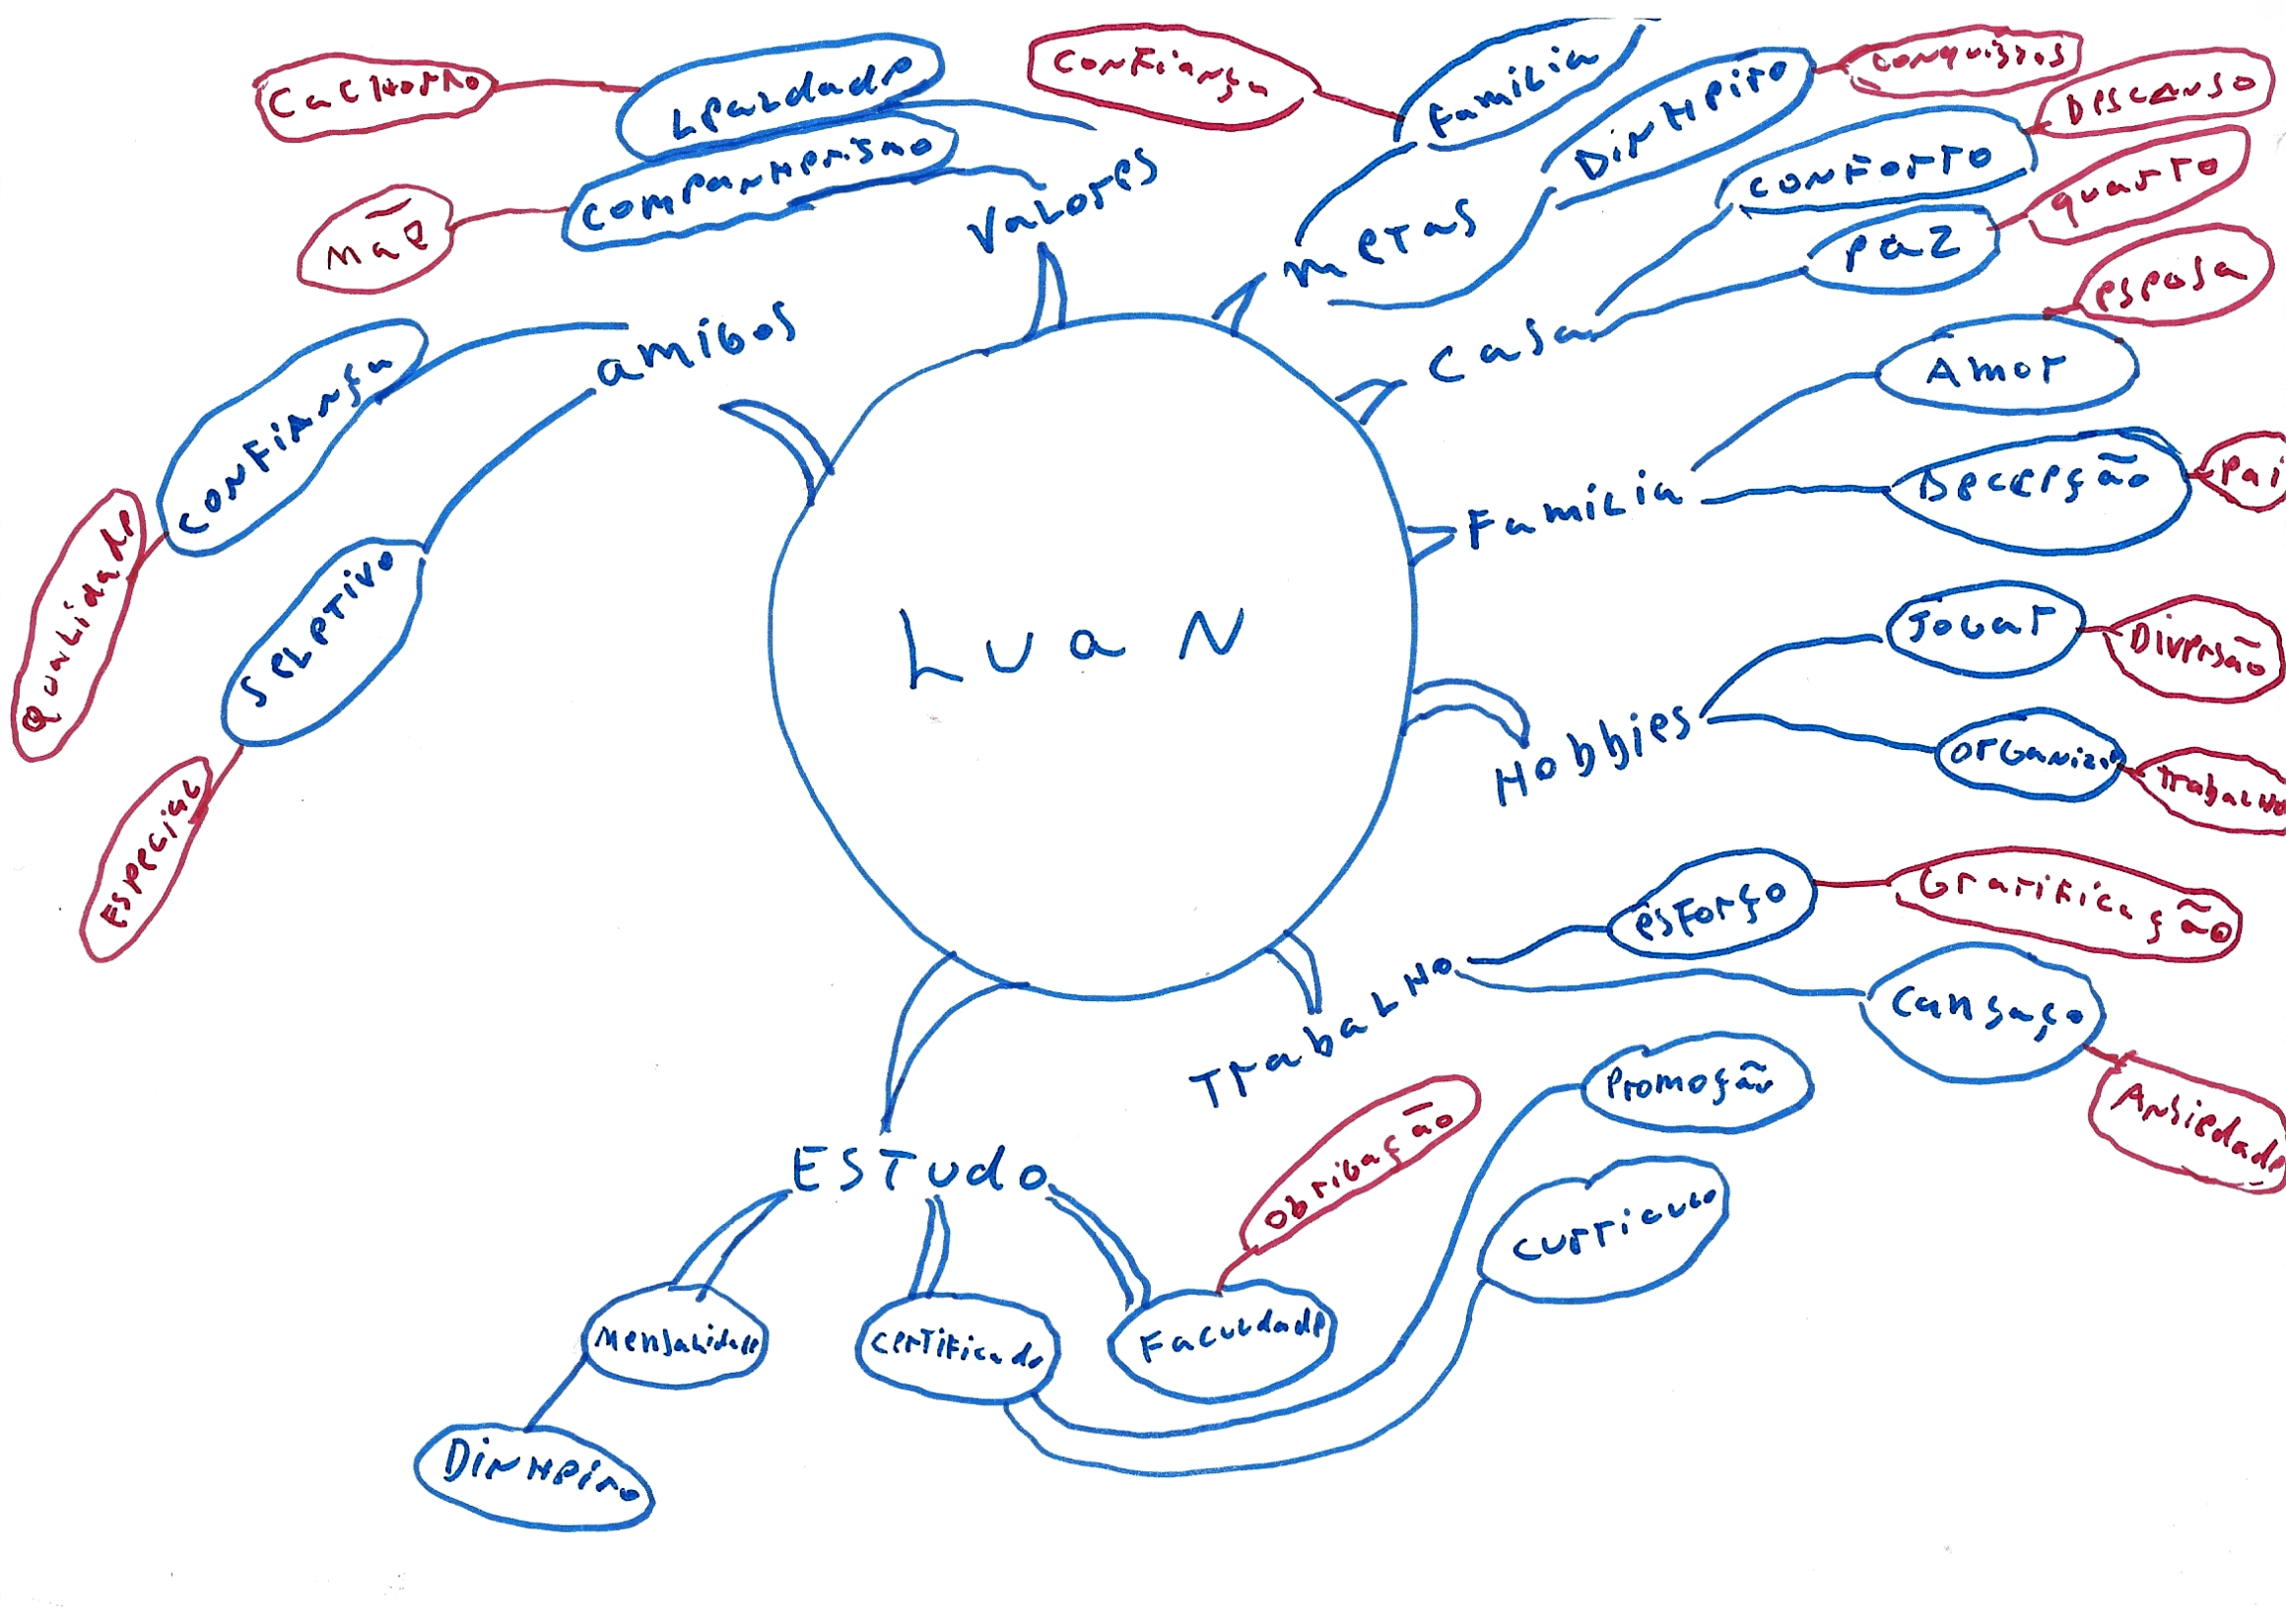 Cachorro
Lealdade
Companherismo
Mãe
Valores
Confiança
Familia
Dinheiro
Conquistas
metas
Conforto
Descanso
Paz
quarto
Casa
Amor
esposa
Familia
Decepção
Pai
Hobbies
Jogar
Diversão
organiza
Trabalho
Trabalho
esforço
Gratificação
Cansaço
Ansiedade
ESTudo
Faculdade
Obrigação
Certificado
Promoção
Curriculo
Mensalidade
Dinheiro
amigos
Confiança
Qualidade
Seletivo
Especial
Luan